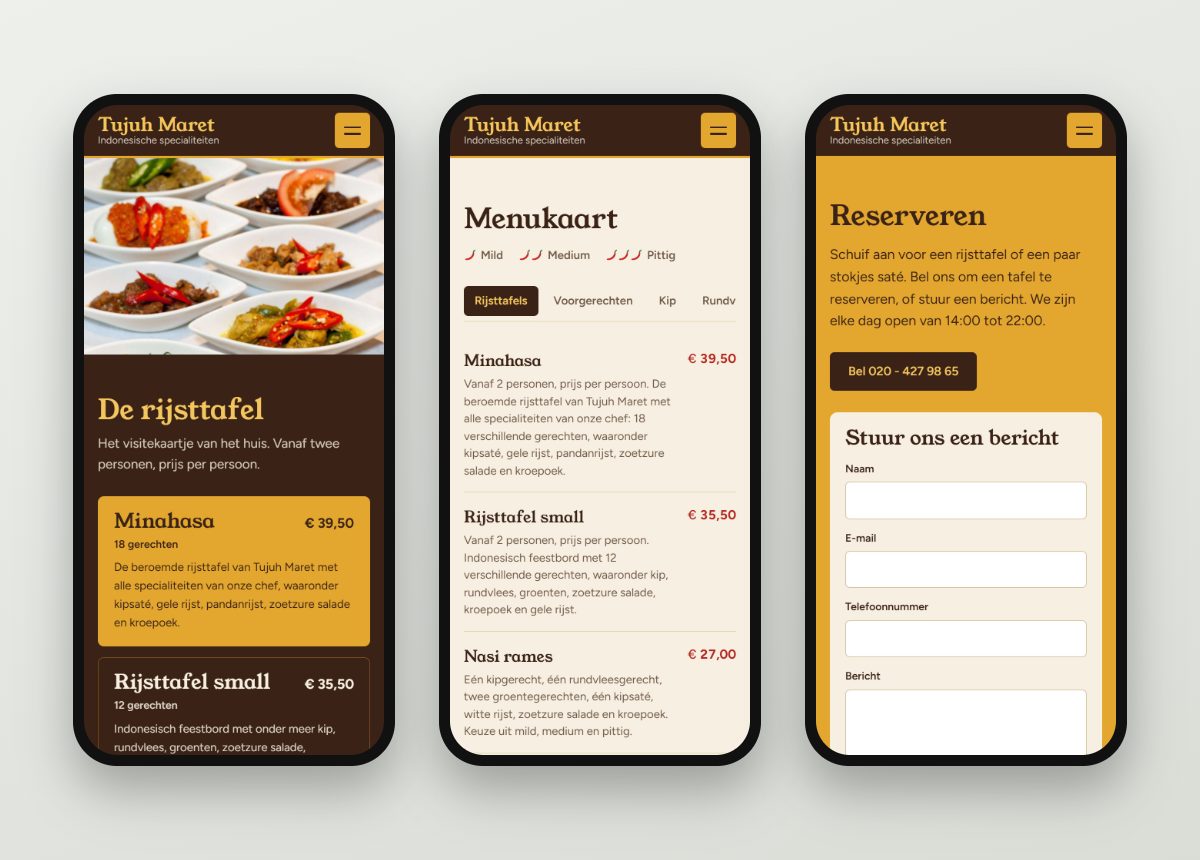 Tujuh Maret
Indonesische specialiteiten
De rijsttafel
Het visitekaartje van het huis. Vanaf twee
personen, prijs per persoon.
Minahasa
€ 39,50
18 gerechten
De beroemde rijsttafel van Tujuh Maret met
alle specialiteiten van onze chef, waaronder
kipsaté, gele rijst, pandanrijst, zoetzure salade
en kroepoek.
Rijsttafel small
€ 35,50
12 gerechten
Indonesisch feestbord met onder meer kip,
rundvlees, groenten, zoetzure salade,
Tujuh Maret
Indonesische specialiteiten
Menukaart
Mild
Medium
Pittig
Rijsttafels
Voorgerechten
Kip
Rundv
Minahasa
€ 39,50
Vanaf 2 personen, prijs per persoon. De
beroemde rijsttafel van Tujuh Maret met
alle specialiteiten van onze chef: 18
verschillende gerechten, waaronder
kipsaté, gele rijst, pandanrijst, zoetzure
salade en kroepoek.
Rijsttafel small
€ 35,50
Vanaf 2 personen, prijs per persoon.
Indonesisch feestbord met 12
verschillende gerechten, waaronder kip,
rundvlees, groenten, zoetzure salade,
kroepoek en gele rijst.
Nasi rames
€ 27,00
Eén kipgerecht, één rundvleesgerecht,
twee groentegerechten, één kipsaté,
witte rijst, zoetzure salade en kroepoek.
Keuze uit mild, medium en pittig.
Tujuh Maret
Indonesische specialiteiten
Reserveren
Schuif aan voor een rijsttafel of een paar
stokjes saté. Bel ons om een tafel te
reserveren, of stuur een bericht. We zijn
elke dag open van 14:00 tot 22:00.
Bel 020 - 427 98 65
Stuur ons een bericht
Naam
E-mail
Telefoonnummer
Bericht